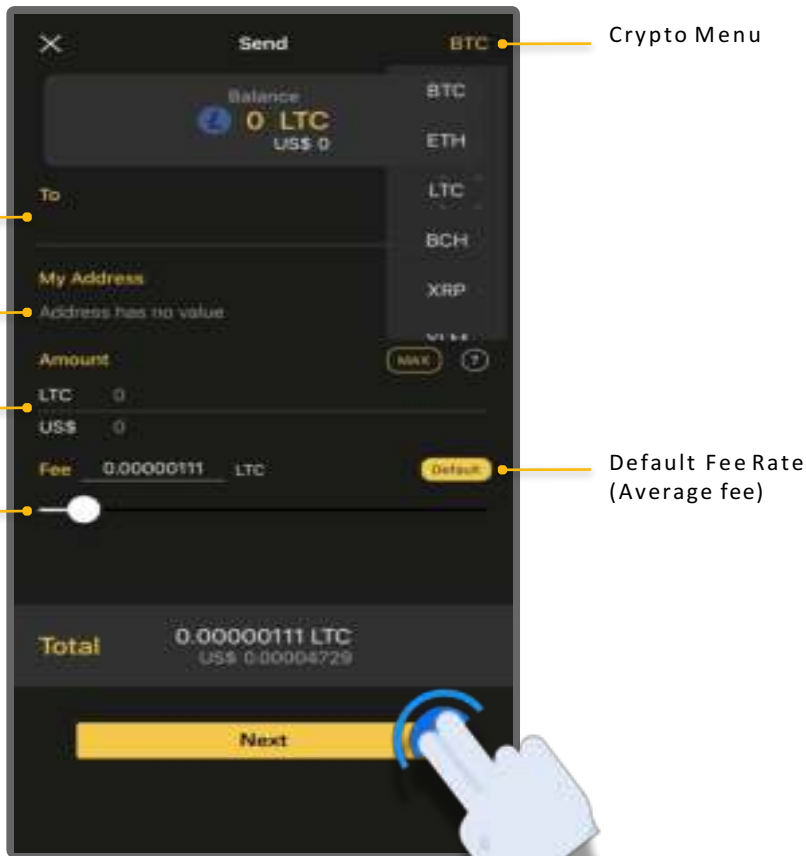 Send
BTC
Crypto Menu
Balance
0 LTC
US$ 0
BTC
ETH
LTC
BCH
XRP
XLM
To
My Address
Address has no value
Amount
MAX
?
LTC 0
US$ 0
Fee 0.00000111 LTC
Default
Default Fee Rate
(Average fee)
Total
0.00000111 LTC
US$ 0.00004729
Next